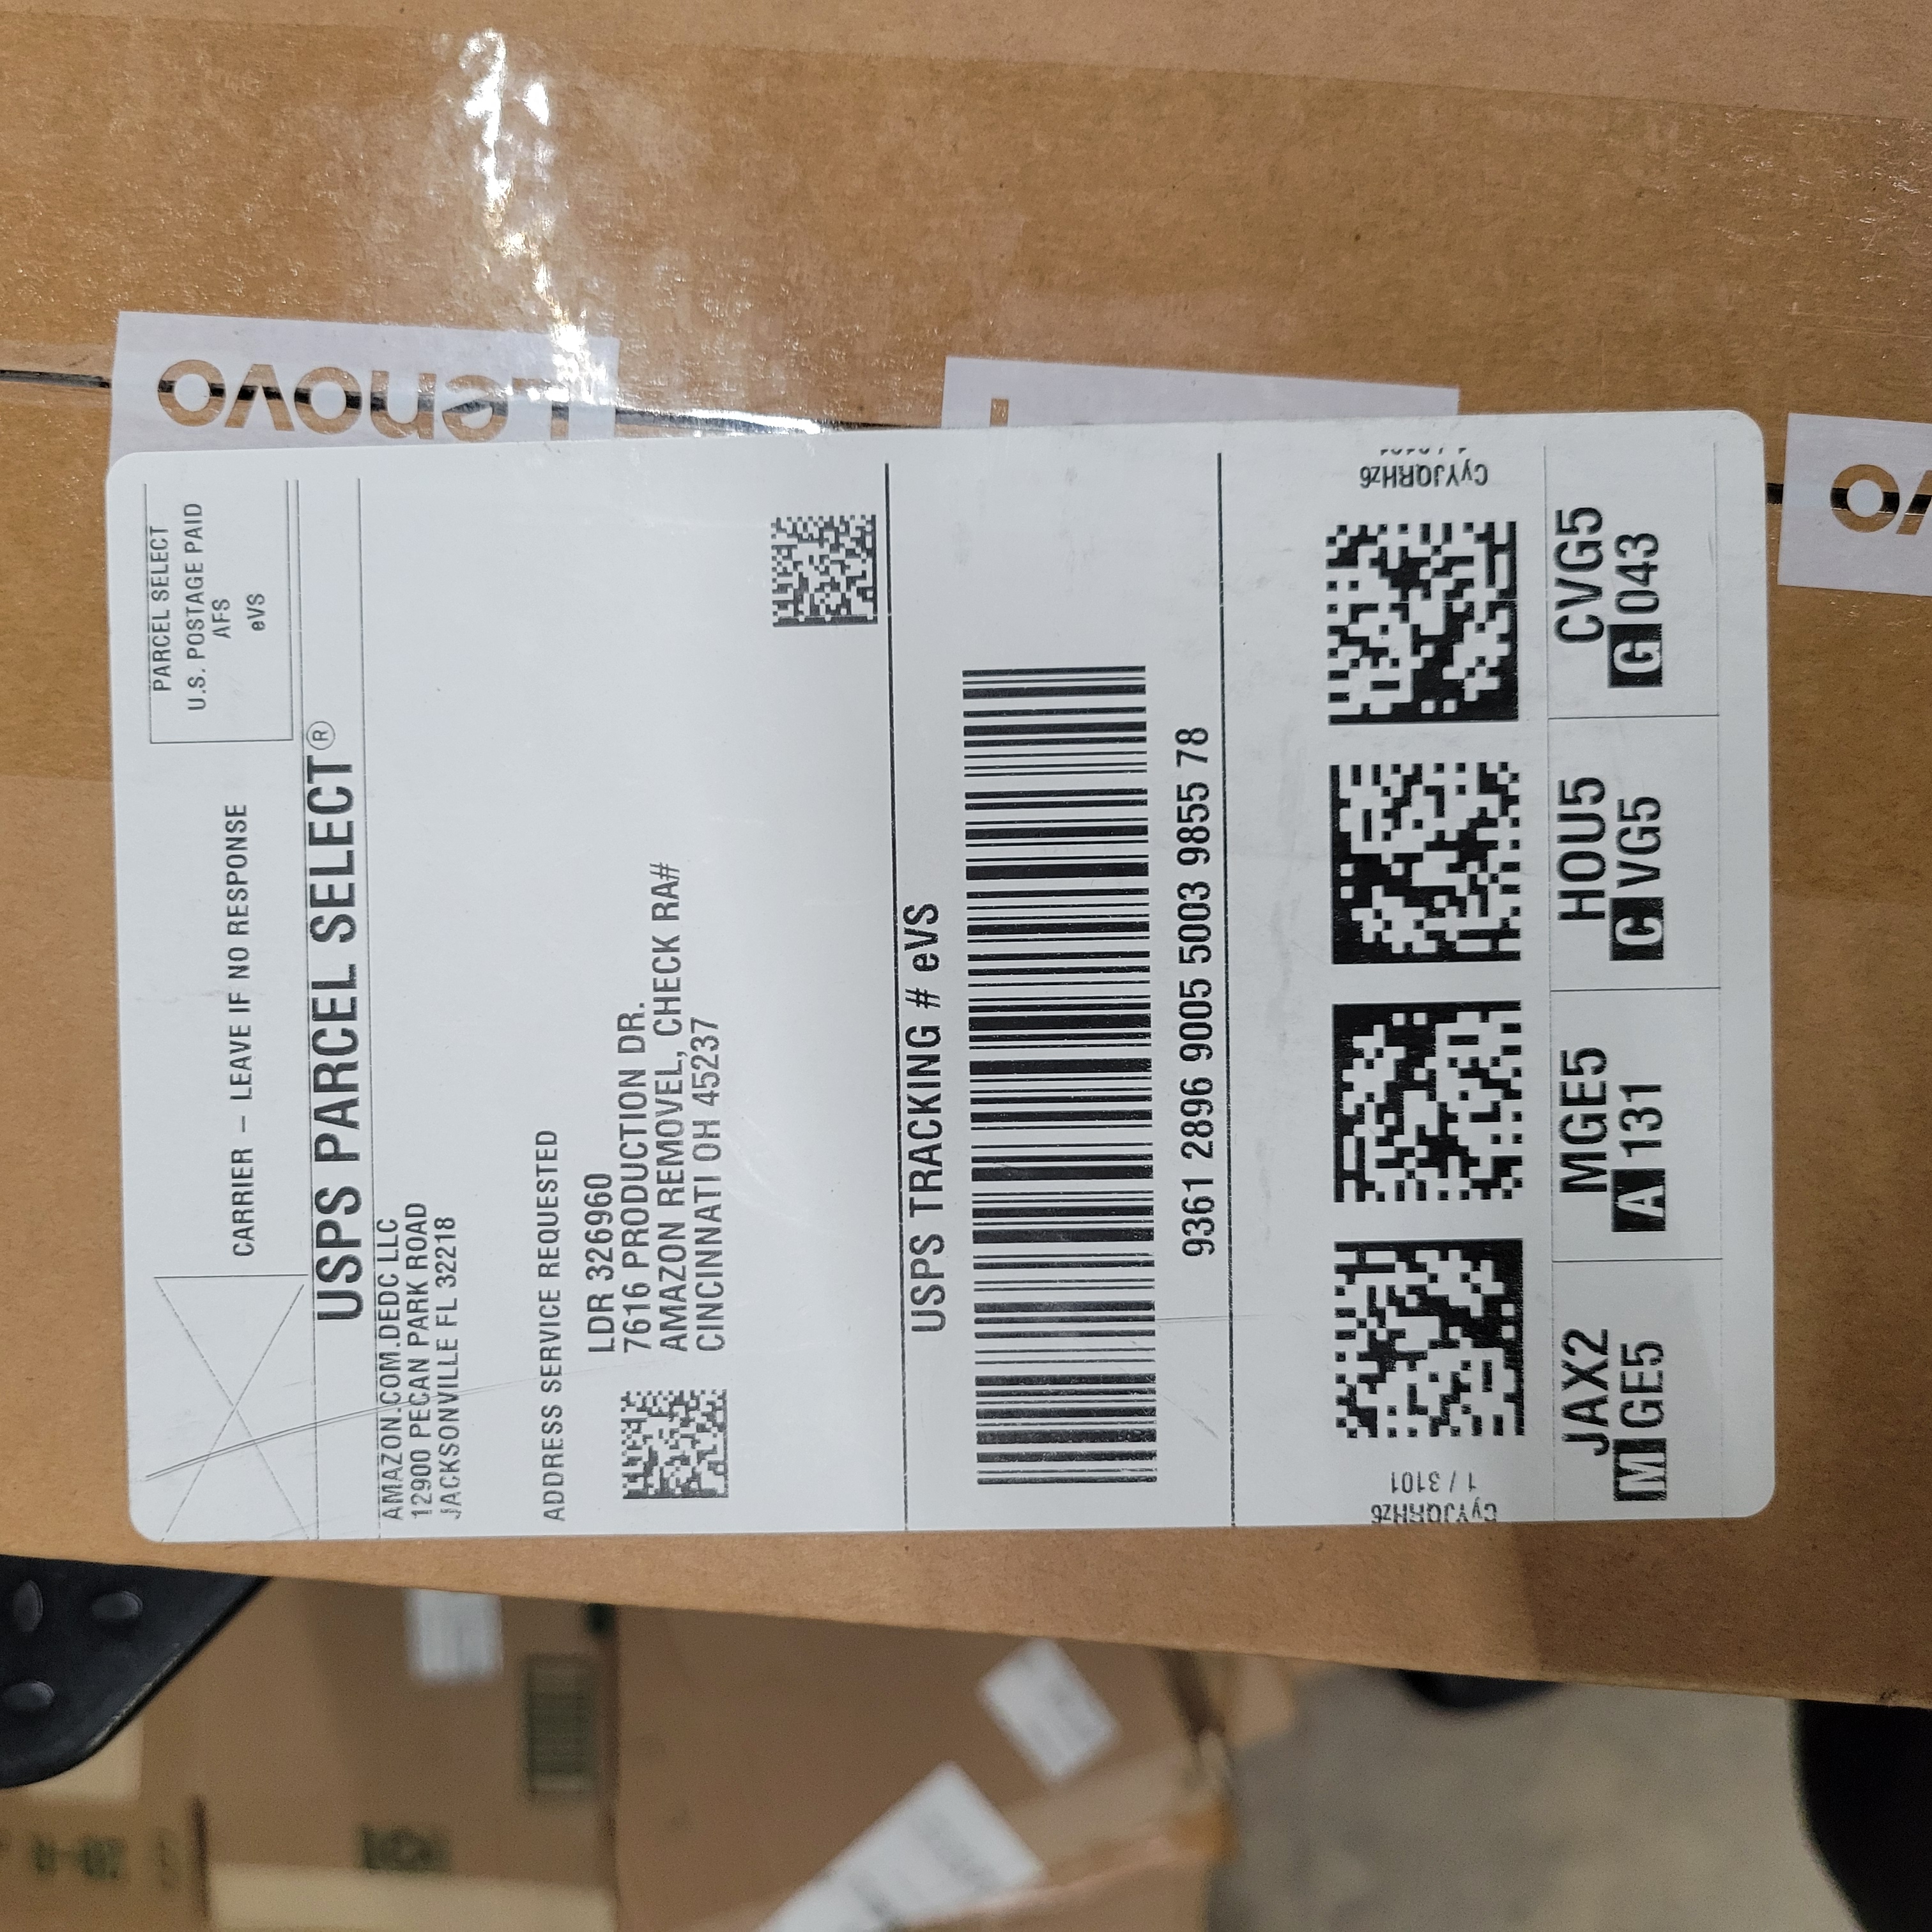 Lenovo
PARCEL SELECT
U.S. POSTAGE PAID
AFS
eVS
CARRIER – LEAVE IF NO RESPONSE
USPS PARCEL SELECT®
AMAZON.COM.DEDC LLC
12900 PECAN PARK ROAD
JACKSONVILLE FL 32218
ADDRESS SERVICE REQUESTED
LDR 326960
7616 PRODUCTION DR.
AMAZON REMOVEL, CHECK RA#
CINCINNATI OH 45237
USPS TRACKING # eVS
9361 2896 9005 5003 9855 78
CyYJQRHz6
1 / 3101
CyYJQRHz6
JAX2
M GE5
MGE5
A 131
HOU5
C VG5
CVG5
G 043